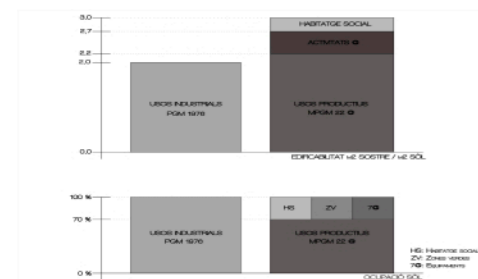 3,0
HABITATGE SOCIAL
2,7
ACTIVITATS @
2,2
2,0
USOS INDUSTRIALS
PGM 1976
USOS PRODUCTIUS
MPGM 22 @
0,0
EDIFICABILITAT M2 SOSTRE / M2 SÒL
100 %
HS
ZV
7@
70 %
USOS INDUSTRIALS
PGM 1976
USOS PRODUCTIUS
MPGM 22 @
HS: HABITATGE SOCIAL
ZV: ZONES VERDES
7@: EQUIPAMENTS
0 %
OCUPACIÓ SÒL